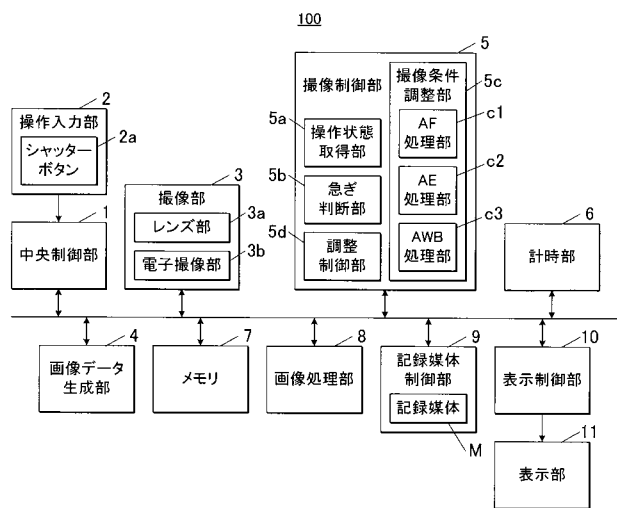 100
5
撮像制御部
撮像条件
調整部
5c
5a
操作状態
取得部
5b
急ぎ
判断部
5d
調整
制御部
c1
AF
処理部
c2
AE
処理部
c3
AWB
処理部
2
操作入力部
2a
シャッター
ボタン
1
中央制御部
3
撮像部
3a
レンズ部
3b
電子撮像部
6
計時部
4
画像データ
生成部
7
メモリ
8
画像処理部
9
記録媒体
制御部
記録媒体
M
10
表示制御部
11
表示部